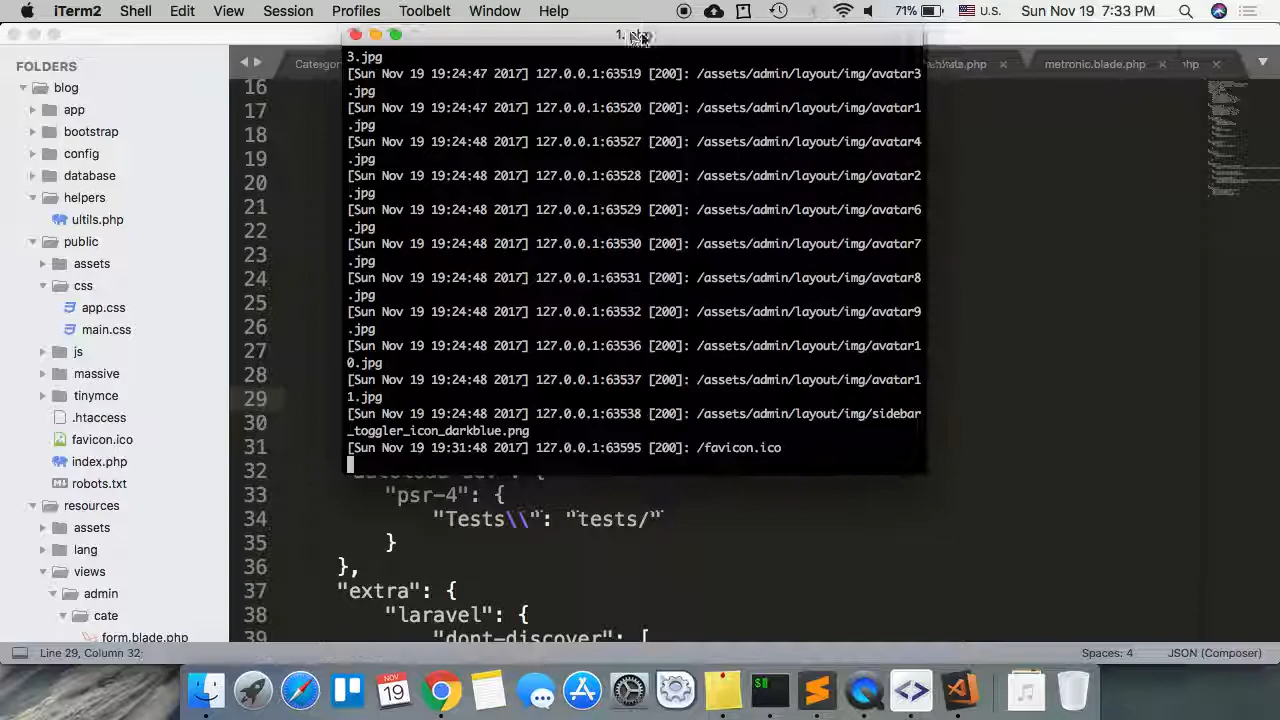 iTerm2 Shell Edit View Session Profiles Toolbelt Window Help 71% U.S. Sun Nov 19 7:33 PM
FOLDERS
blog
app
bootstrap
config
database
helpers
ultils.php
public
assets
css
app.css
main.css
js
massive
tinymce
.htaccess
favicon.ico
index.php
robots.txt
resources
assets
lang
views
admin
cate
form.blade.php
metronic.blade.php
3.jpg
[Sun Nov 19 19:24:47 2017] 127.0.0.1:63519 [200]: /assets/admin/layout/img/avatar3
.jpg
[Sun Nov 19 19:24:47 2017] 127.0.0.1:63520 [200]: /assets/admin/layout/img/avatar1
.jpg
[Sun Nov 19 19:24:48 2017] 127.0.0.1:63527 [200]: /assets/admin/layout/img/avatar4
.jpg
[Sun Nov 19 19:24:48 2017] 127.0.0.1:63528 [200]: /assets/admin/layout/img/avatar2
.jpg
[Sun Nov 19 19:24:48 2017] 127.0.0.1:63529 [200]: /assets/admin/layout/img/avatar6
.jpg
[Sun Nov 19 19:24:48 2017] 127.0.0.1:63530 [200]: /assets/admin/layout/img/avatar7
.jpg
[Sun Nov 19 19:24:48 2017] 127.0.0.1:63531 [200]: /assets/admin/layout/img/avatar8
.jpg
[Sun Nov 19 19:24:48 2017] 127.0.0.1:63532 [200]: /assets/admin/layout/img/avatar9
.jpg
[Sun Nov 19 19:24:48 2017] 127.0.0.1:63536 [200]: /assets/admin/layout/img/avatar1
0.jpg
[Sun Nov 19 19:24:48 2017] 127.0.0.1:63537 [200]: /assets/admin/layout/img/avatar1
1.jpg
[Sun Nov 19 19:24:48 2017] 127.0.0.1:63538 [200]: /assets/admin/layout/img/sidebar
_toggler_icon_darkblue.png
[Sun Nov 19 19:31:48 2017] 127.0.0.1:63595 [200]: /favicon.ico
16
17
18
19
20
21
22
23
24
25
26
27
28
29
30
31
32
33 "psr-4": {
34 "Tests\\": "tests/"
35 }
36 },
37 "extra": {
38 "laravel": {
39 "dont-discover": [
Line 29, Column 32; Spaces: 4 JSON (Composer)
NOV
19
$